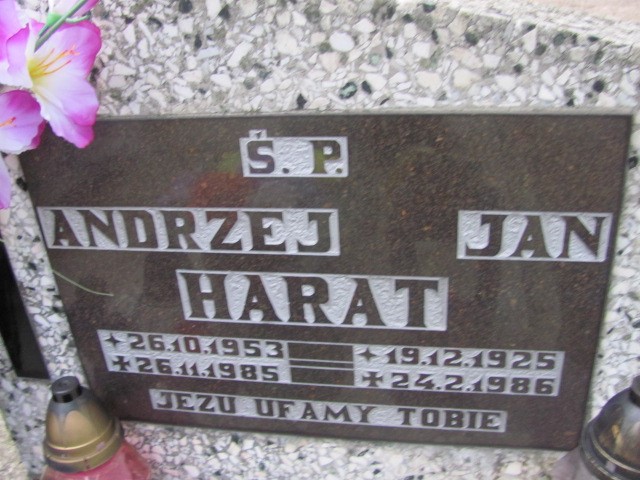 Ś. P.
ANDRZEJ JAN
HARAT
26.10.1953 19.12.1925
26.11.1985 24.2.1986
JEZU UFAMY TOBIE